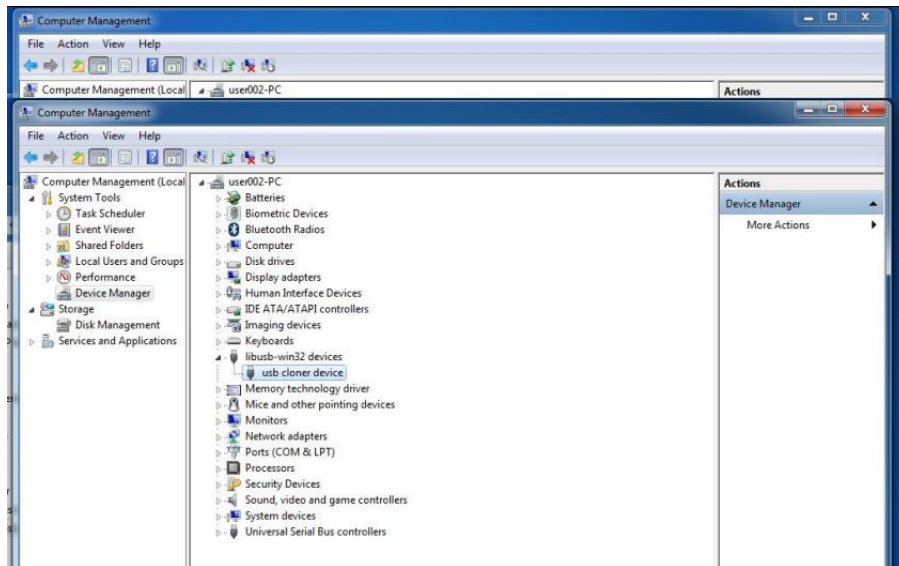 Computer Management
File Action View Help
Computer Management (Local
user002-PC
Actions
Computer Management
File Action View Help
Computer Management (Local
System Tools
Task Scheduler
Event Viewer
Shared Folders
Local Users and Groups
Performance
Device Manager
Storage
Disk Management
Services and Applications
user002-PC
Batteries
Biometric Devices
Bluetooth Radios
Computer
Disk drives
Display adapters
Human Interface Devices
IDE ATA/ATAPI controllers
Imaging devices
Keyboards
libusb-win32 devices
usb cloner device
Memory technology driver
Mice and other pointing devices
Monitors
Network adapters
Ports (COM & LPT)
Processors
Security Devices
Sound, video and game controllers
System devices
Universal Serial Bus controllers
Actions
Device Manager
More Actions